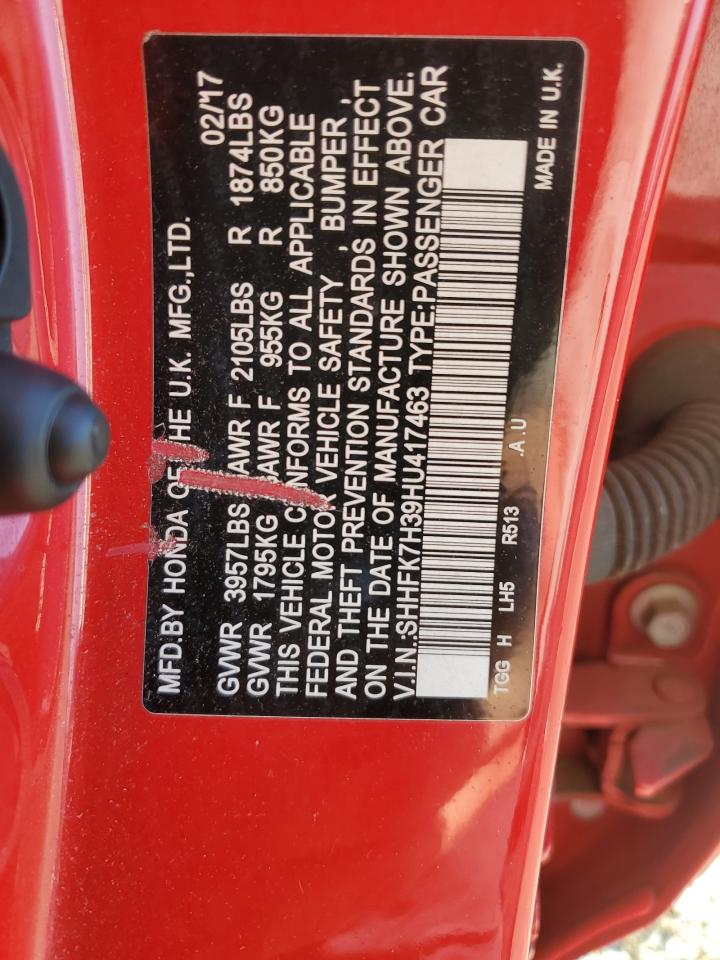 MFD.BY HONDA OF THE U.K. MFG.,LTD. 02/17
GVWR 3957LBS GAWR F 2105LBS R 1874LBS
GVWR 1795KG GAWR F 955KG R 850KG
THIS VEHICLE CONFORMS TO ALL APPLICABLE
FEDERAL MOTOR VEHICLE SAFETY , BUMPER ,
AND THEFT PREVENTION STANDARDS IN EFFECT
ON THE DATE OF MANUFACTURE SHOWN ABOVE.
V.I.N.:SHHFK7H39HU417463 TYPE:PASSENGER CAR
TGG H LH5 R513 .A .U
MADE IN U.K.